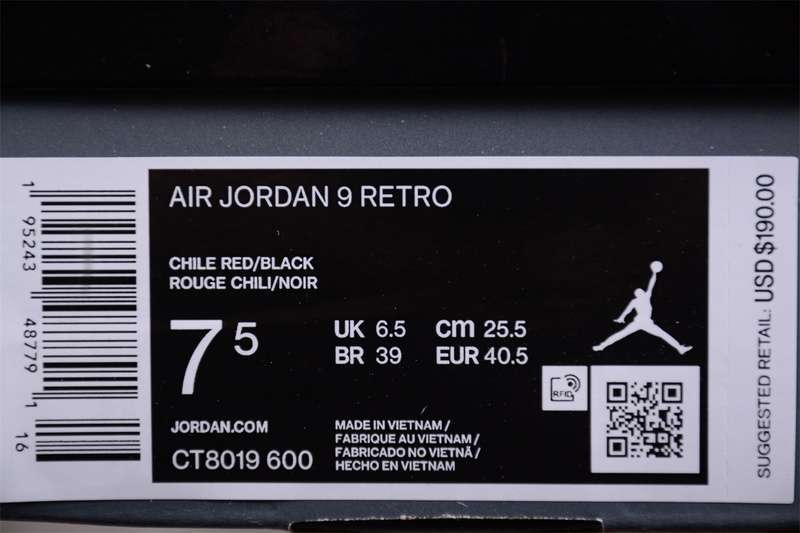 AIR JORDAN 9 RETRO
CHILE RED/BLACK
ROUGE CHILI/NOIR
7 5
UK 6.5 cm 25.5
BR 39 EUR 40.5
JORDAN.COM
CT8019 600
MADE IN VIETNAM /
FABRIQUE AU VIETNAM /
FABRICADO NO VIETNÃ /
HECHO EN VIETNAM
RFID
SUGGESTED RETAIL: USD $190.00
1 95243 48779 1 16